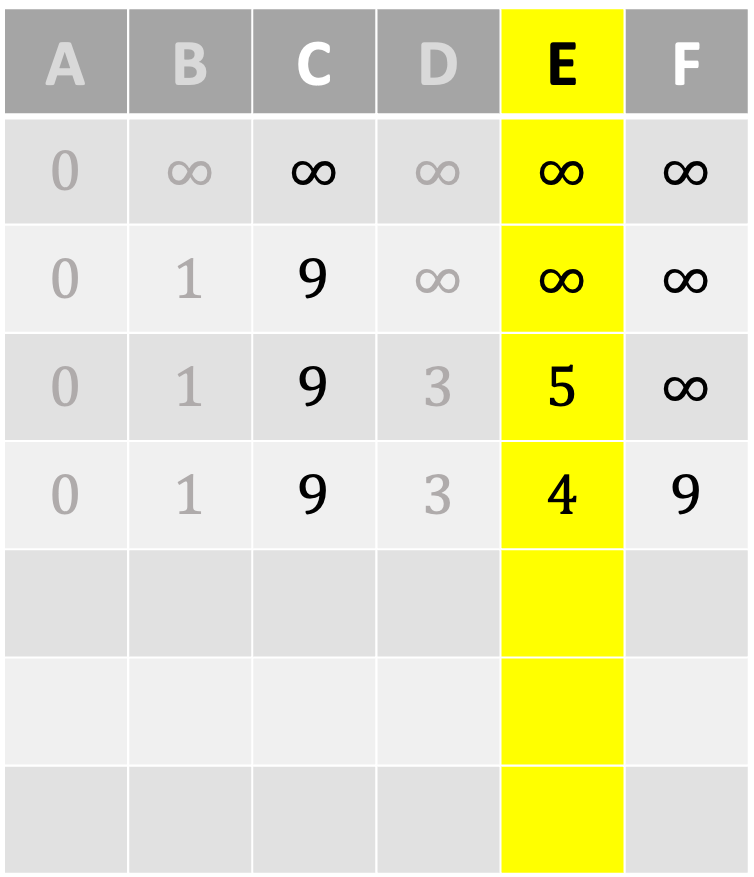 A B C D E F
0 ∞ ∞ ∞ ∞ ∞
0 1 9 ∞ ∞ ∞
0 1 9 3 5 ∞
0 1 9 3 4 9